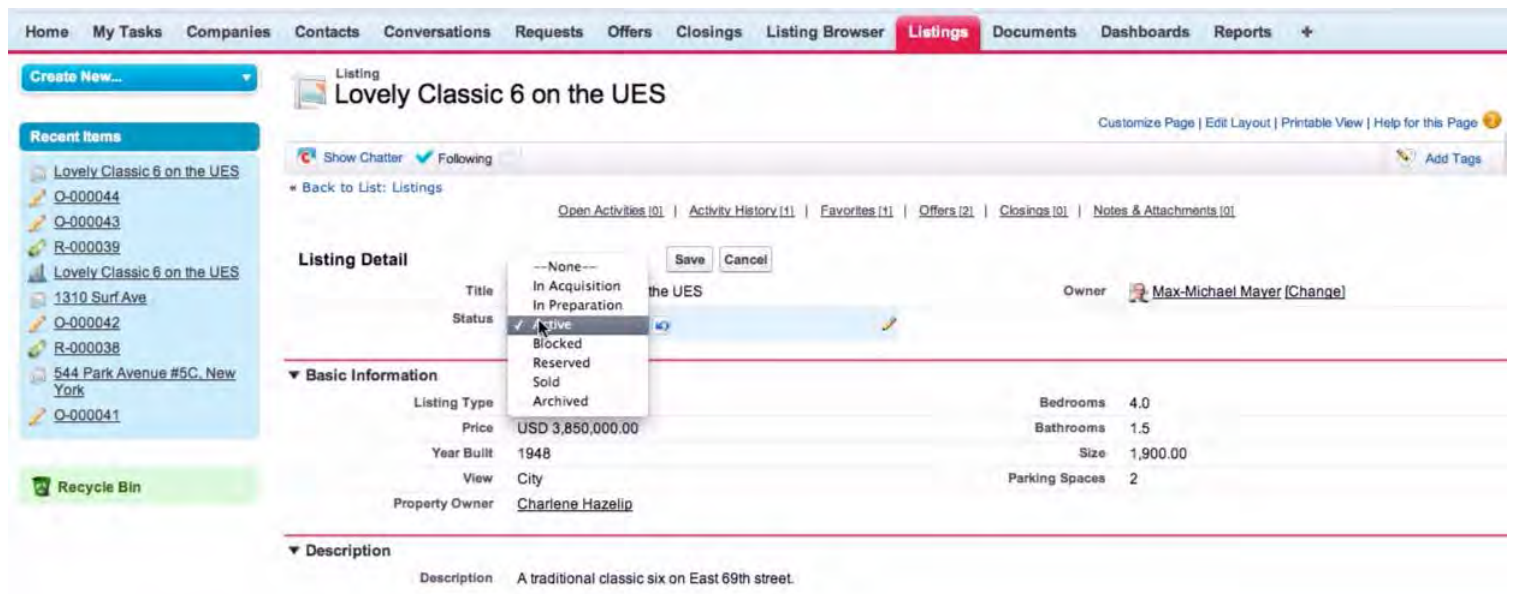 Home My Tasks Companies Contacts Conversations Requests Offers Closings Listing Browser Listings Documents Dashboards Reports +
Create New...
Recent Items
Lovely Classic 6 on the UES
O-000044
O-000043
R-000039
Lovely Classic 6 on the UES
1310 Surf Ave
O-000042
R-000038
544 Park Avenue #5C, New
York
O-000041
Recycle Bin
Listing
Lovely Classic 6 on the UES
Customize Page | Edit Layout | Printable View | Help for this Page
Show Chatter Following
Add Tags
« Back to List: Listings
Open Activities [0] | Activity History [1] | Favorites [1] | Offers [2] | Closings [0] | Notes & Attachments [0]
Listing Detail
Save Cancel
Title the UES
Owner Max-Michael Mayer [Change]
Status
--None--
In Acquisition
In Preparation
✓ Active
Blocked
Reserved
Sold
Archived
▼ Basic Information
Listing Type
Bedrooms 4.0
Price USD 3,850,000.00
Bathrooms 1.5
Year Built 1948
Size 1,900.00
View City
Parking Spaces 2
Property Owner Charlene Hazelip
▼ Description
Description A traditional classic six on East 69th street.